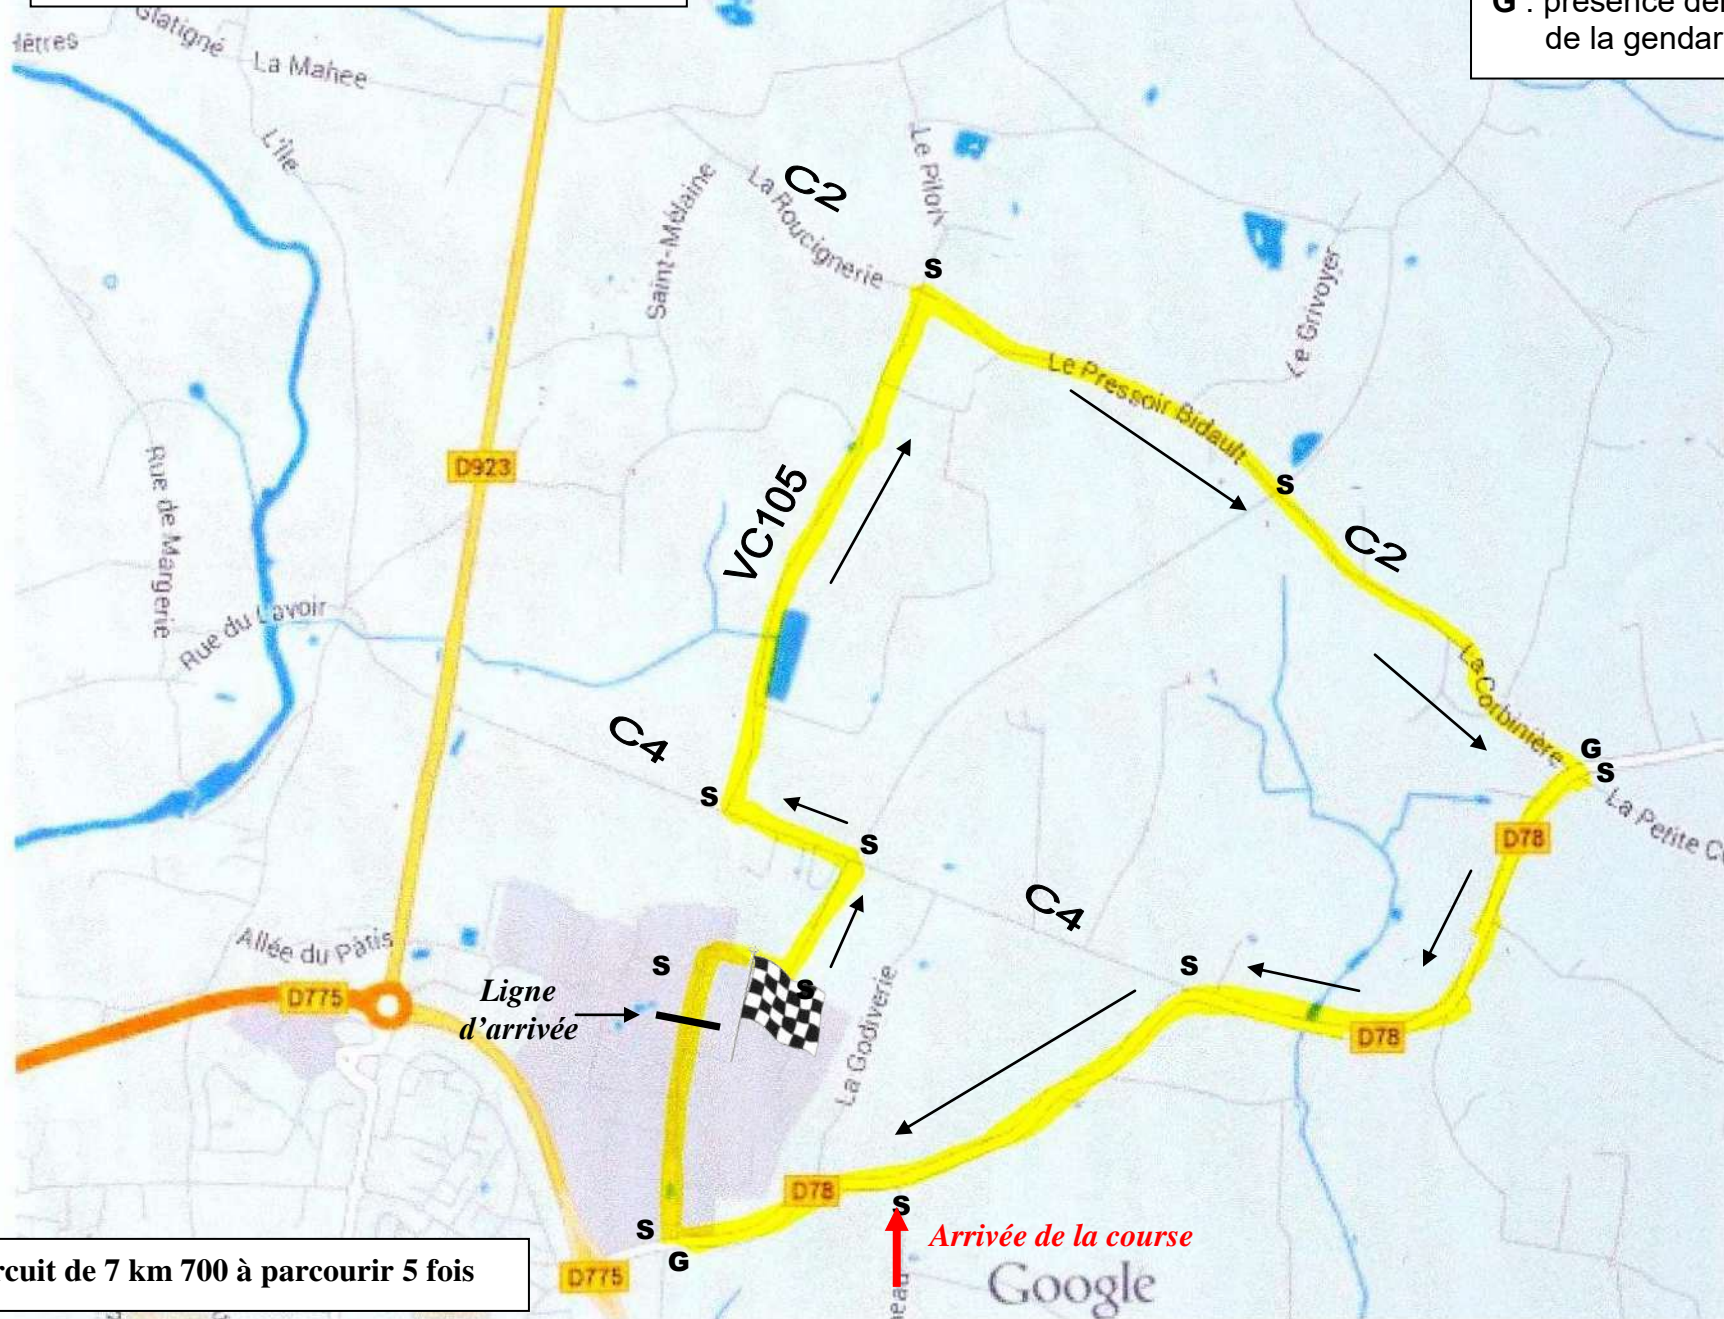 G : présence de
de la gendar
Glatigné
La Mahee
L'Île
C2
La Roucignerie
Le Pilori
Saint-Mélaine
S
Le Grivoyer
Le Pressoir Bidault
D923
S
VC105
C2
Rue de Margerie
Rue du Lavoir
La Corbinière
C4
G
S
S
La Petite
D78
S
C4
Allée du Pâtis
S
S
S
D775
Ligne
d'arrivée
La Godiverie
D78
D78
S
S
G
Arrivée de la course
rcuit de 7 km 700 à parcourir 5 fois
D775
Google